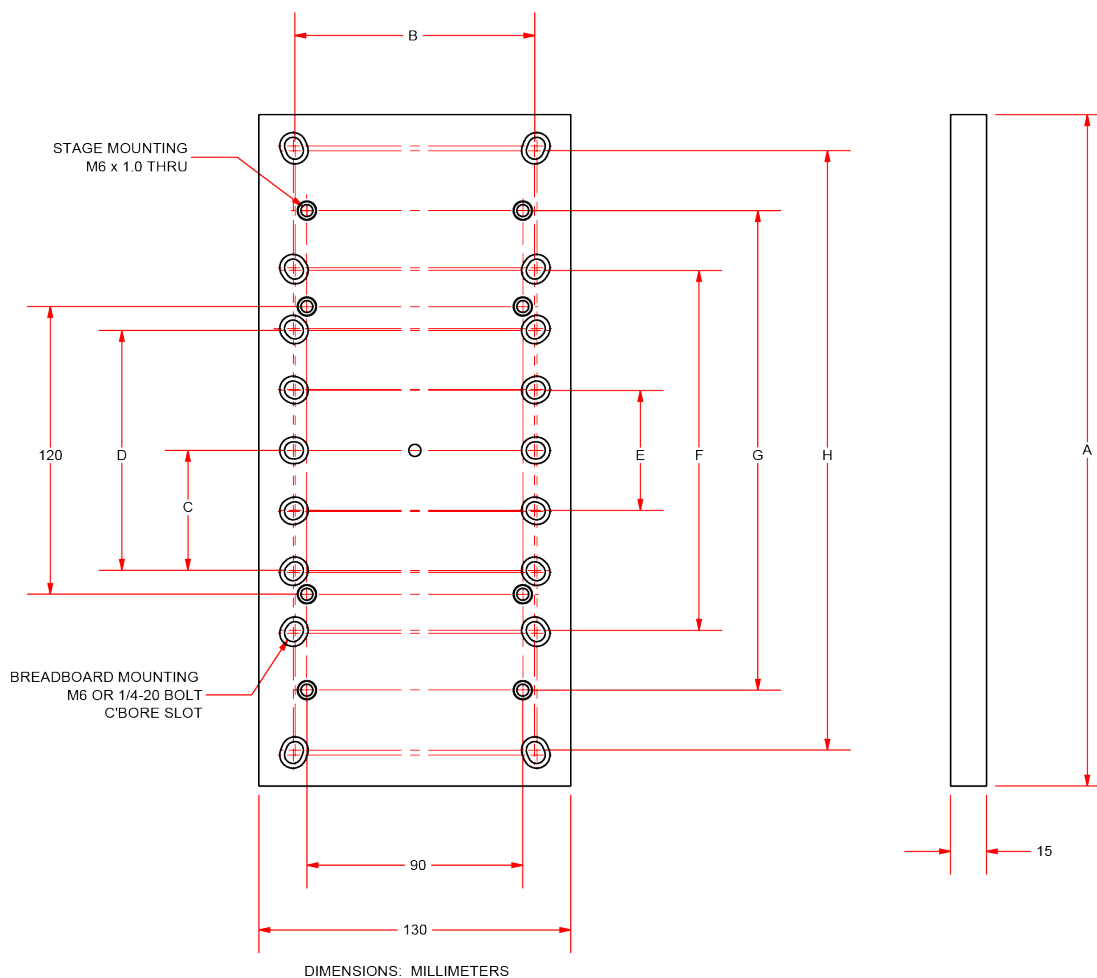 B
STAGE MOUNTING
M6 x 1.0 THRU
120
D
C
E
F
G
H
A
BREADBOARD MOUNTING
M6 OR 1/4-20 BOLT
C'BORE SLOT
90
15
130
DIMENSIONS: MILLIMETERS